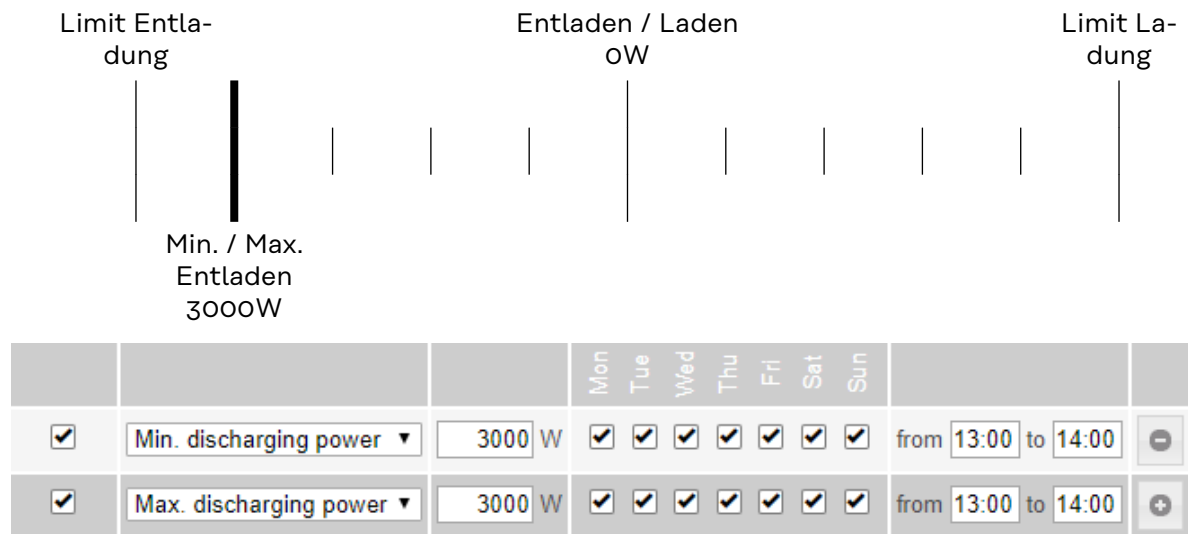 Limit Entla-
dung
Entladen / Laden
0W
Limit La-
dung
Min. / Max.
Entladen
3000W
Mon Tue Wed Thu Fri Sat Sun
Min. discharging power 3000 W from 13:00 to 14:00
Max. discharging power 3000 W from 13:00 to 14:00